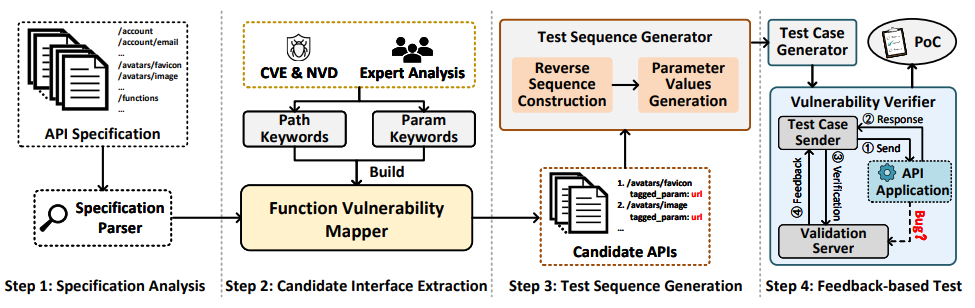 /account
/account/email
...
/avatars/favicon
/avatars/image
...
/functions
API Specification
Specification
Parser
Step 1: Specification Analysis
CVE & NVD
Expert Analysis
Path
Keywords
Param
Keywords
Build
Function Vulnerability
Mapper
Step 2: Candidate Interface Extraction
Test Sequence Generator
Reverse
Sequence
Construction
Parameter
Values
Generation
1. /avatars/favicon
tagged_param: url
2. /avatars/image
tagged_param: url
...
Candidate APIs
Step 3: Test Sequence Generation
Test Case
Generator
PoC
Vulnerability Verifier
② Response
Test Case
Sender
① Send
API
Application
③ Verification
④ Feedback
Bug?
Validation
Server
Step 4: Feedback-based Test